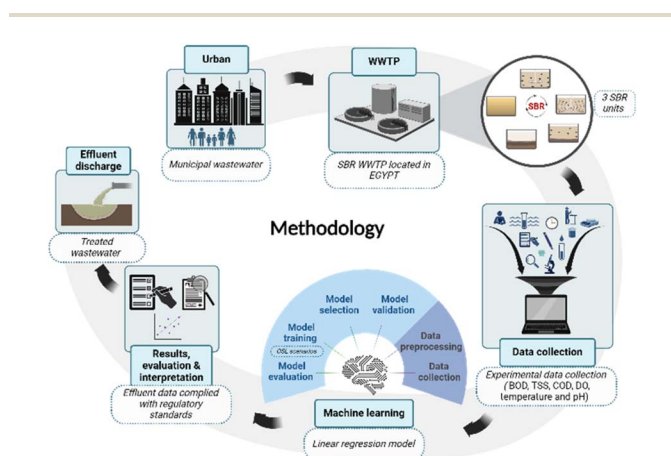 Urban
Municipal wastewater
WWTP
SBR WWTP located in
EGYPT
SBR
3 SBR
units
Effluent
discharge
Treated
wastewater
Methodology
Data collection
Experimental data collection
(BOD, TSS, COD, DO,
temperature and pH)
Model
selection
Model
validation
Model
training
OSL scenarios
Model
evaluation
Data
preprocessing
Data
collection
Machine learning
Linear regression model
Results,
evaluation &
interpretation
Effluent data complied
with regulatory
standards